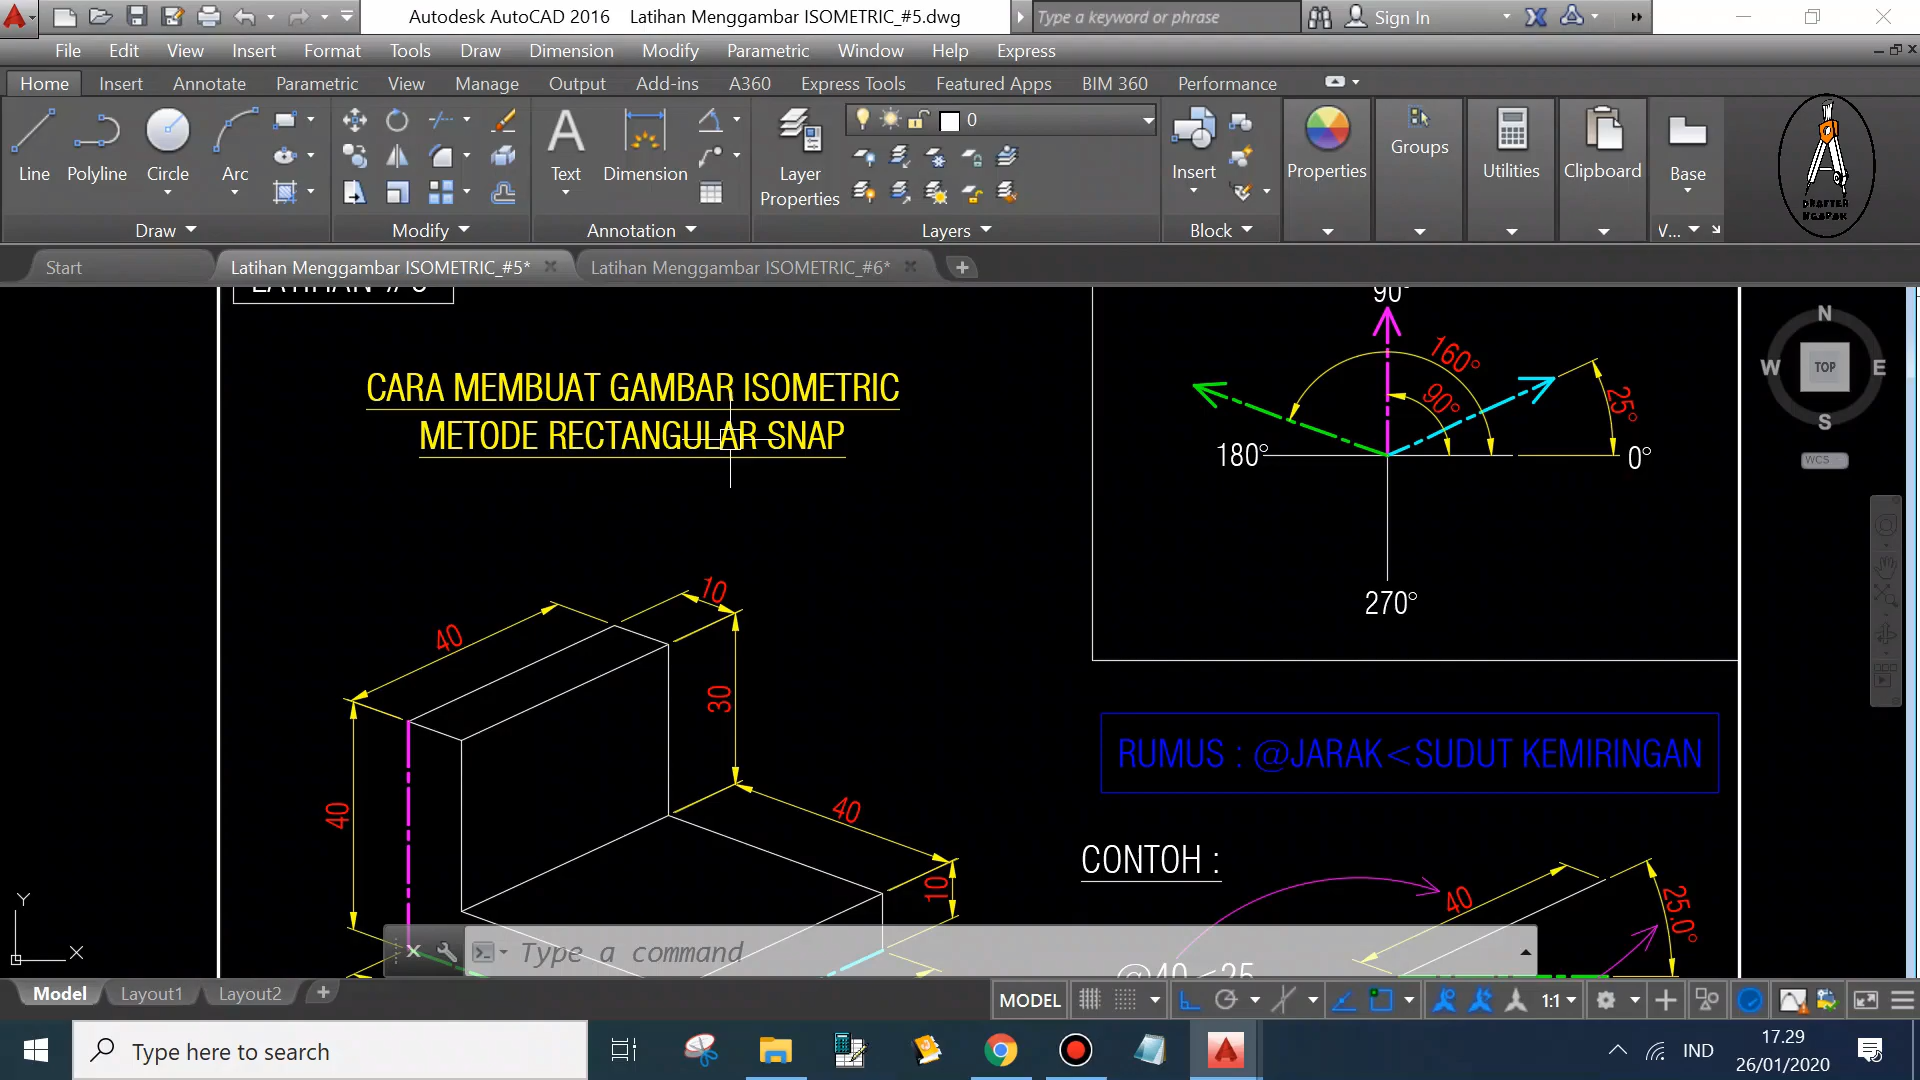 Autodesk AutoCAD 2016 Latihan Menggambar ISOMETRIC_#5.dwg
Type a keyword or phrase
Sign In
File Edit View Insert Format Tools Draw Dimension Modify Parametric Window Help Express
Home Insert Annotate Parametric View Manage Output Add-ins A360 Express Tools Featured Apps BIM 360 Performance
Line Polyline Circle Arc
Text Dimension
Layer Properties
0
Insert
Properties
Groups
Utilities
Clipboard
Base
DRAFTER
NGAPAK
Draw Modify Annotation Layers Block V...
Start
Latihan Menggambar ISOMETRIC_#5*
Latihan Menggambar ISOMETRIC_#6*
CARA MEMBUAT GAMBAR ISOMETRIC
METODE RECTANGULAR SNAP
90°
160°
90°
25°
180°
0°
270°
N
W TOP E
S
WCS
10
40
30
40
40
10
RUMUS : @JARAK<SUDUT KEMIRINGAN
CONTOH :
40
25.0°
@40<25
Y
X
Type a command
Model Layout1 Layout2
MODEL
1:1
Type here to search
IND
17.29
26/01/2020